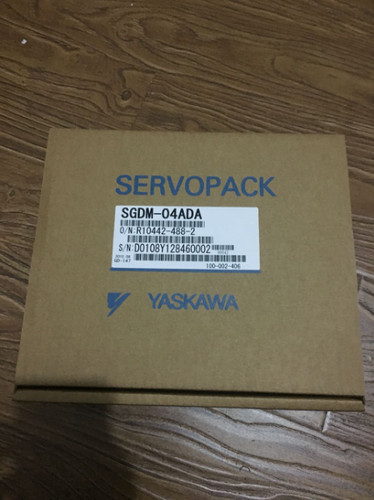 SERVOPACK
SGDM-04ADA
O/N.R10442-488-2
S/N:D0108Y128460002
100-002-406
YASKAWA